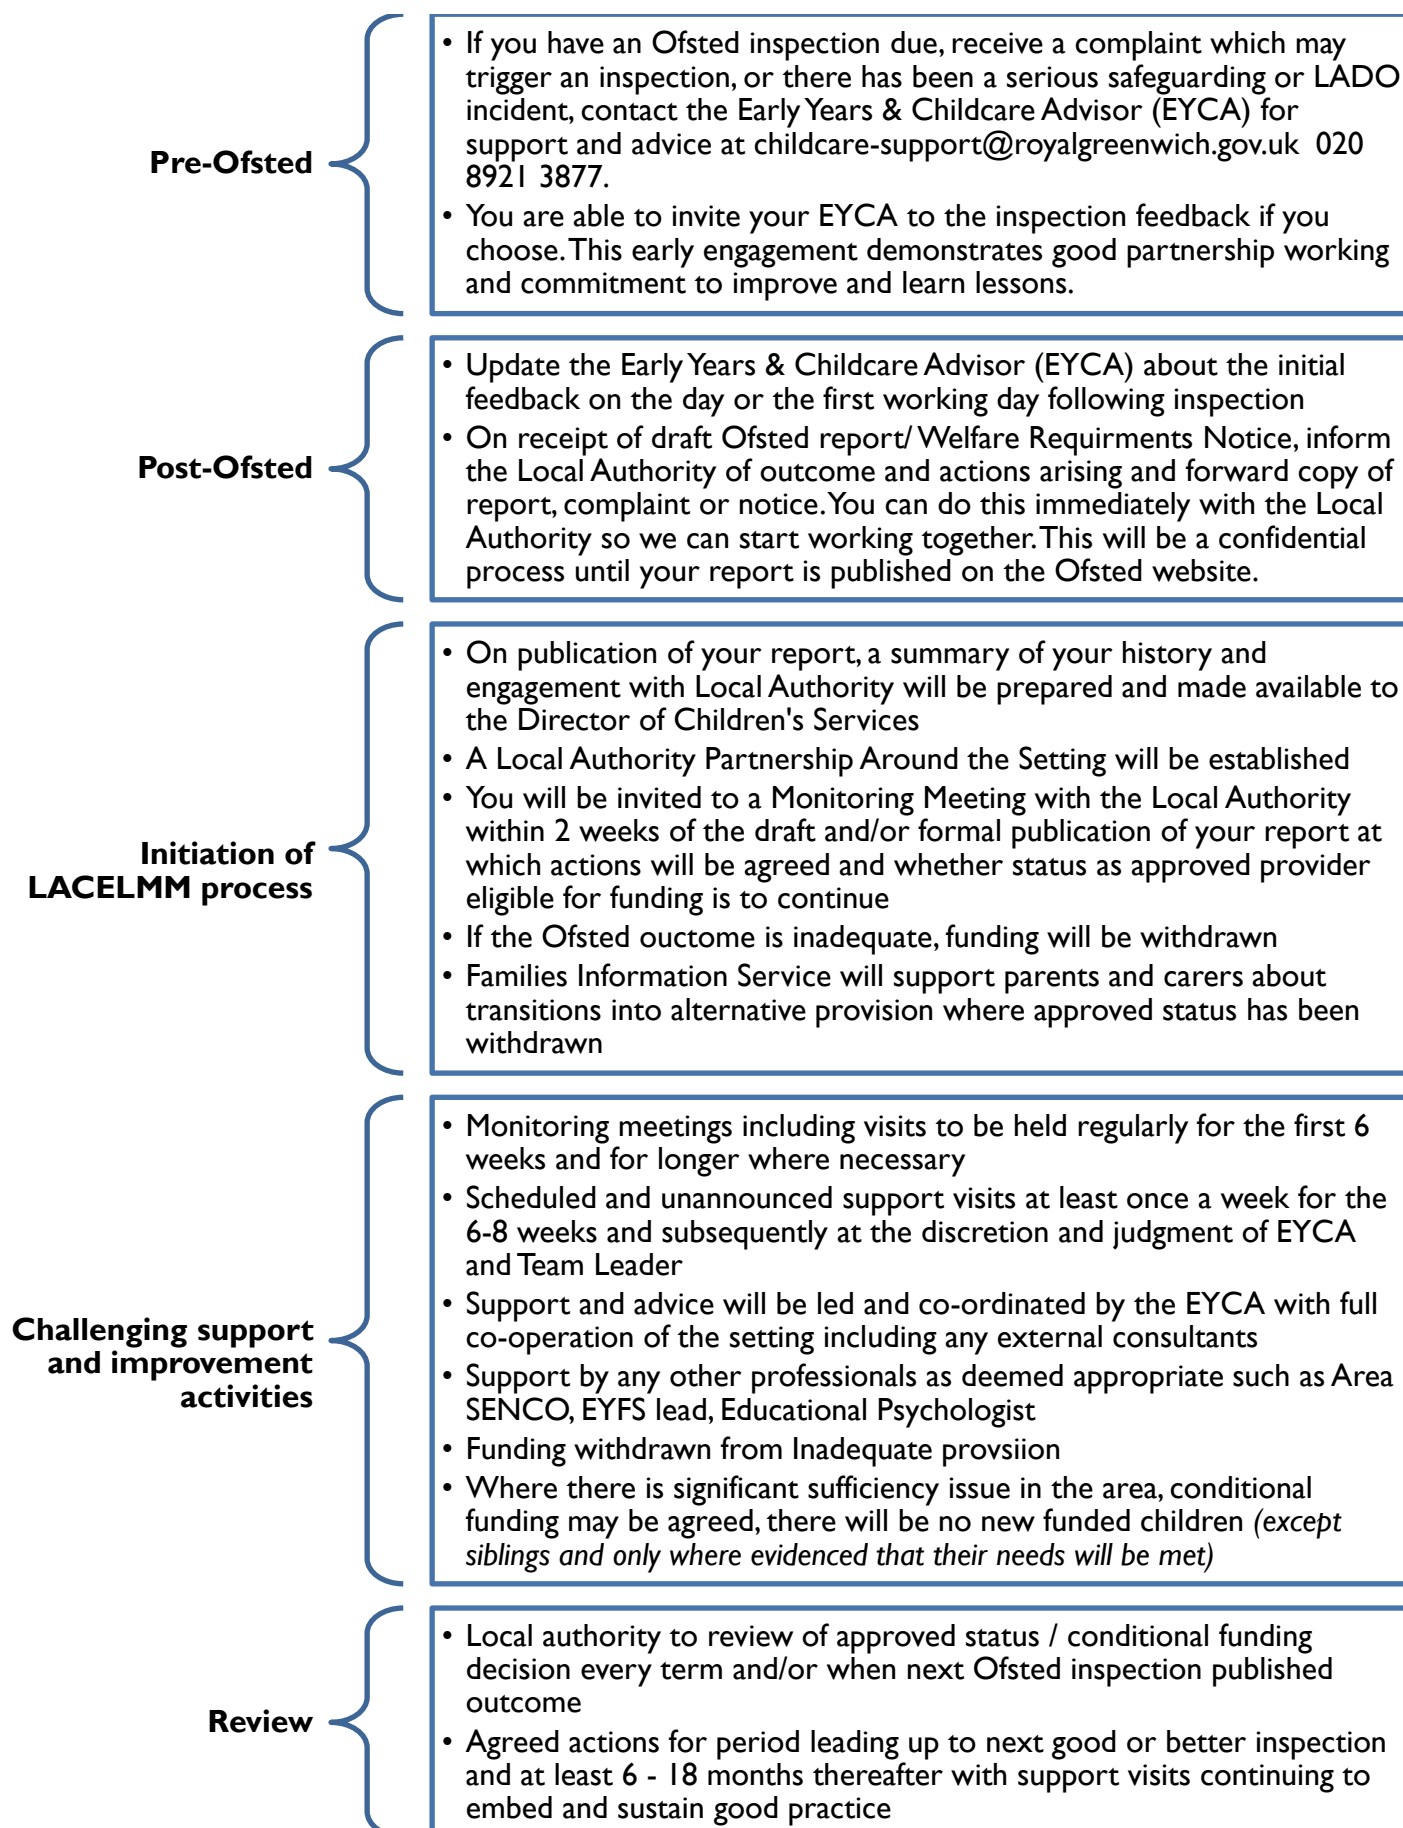 Pre-Ofsted
• If you have an Ofsted inspection due, receive a complaint which may
trigger an inspection, or there has been a serious safeguarding or LADO
incident, contact the Early Years & Childcare Advisor (EYCA) for
support and advice at childcare-support@royalgreenwich.gov.uk 020
8921 3877.
• You are able to invite your EYCA to the inspection feedback if you
choose. This early engagement demonstrates good partnership working
and commitment to improve and learn lessons.
Post-Ofsted
• Update the Early Years & Childcare Advisor (EYCA) about the initial
feedback on the day or the first working day following inspection
• On receipt of draft Ofsted report/ Welfare Requirments Notice, inform
the Local Authority of outcome and actions arising and forward copy of
report, complaint or notice. You can do this immediately with the Local
Authority so we can start working together. This will be a confidential
process until your report is published on the Ofsted website.
Initiation of
LACELMM process
• On publication of your report, a summary of your history and
engagement with Local Authority will be prepared and made available to
the Director of Children's Services
• A Local Authority Partnership Around the Setting will be established
• You will be invited to a Monitoring Meeting with the Local Authority
within 2 weeks of the draft and/or formal publication of your report at
which actions will be agreed and whether status as approved provider
eligible for funding is to continue
• If the Ofsted ouctome is inadequate, funding will be withdrawn
• Families Information Service will support parents and carers about
transitions into alternative provision where approved status has been
withdrawn
Challenging support
and improvement
activities
• Monitoring meetings including visits to be held regularly for the first 6
weeks and for longer where necessary
• Scheduled and unannounced support visits at least once a week for the
6-8 weeks and subsequently at the discretion and judgment of EYCA
and Team Leader
• Support and advice will be led and co-ordinated by the EYCA with full
co-operation of the setting including any external consultants
• Support by any other professionals as deemed appropriate such as Area
SENCO, EYFS lead, Educational Psychologist
• Funding withdrawn from Inadequate provsiion
• Where there is significant sufficiency issue in the area, conditional
funding may be agreed, there will be no new funded children (except
siblings and only where evidenced that their needs will be met)
Review
• Local authority to review of approved status / conditional funding
decision every term and/or when next Ofsted inspection published
outcome
• Agreed actions for period leading up to next good or better inspection
and at least 6 - 18 months thereafter with support visits continuing to
embed and sustain good practice